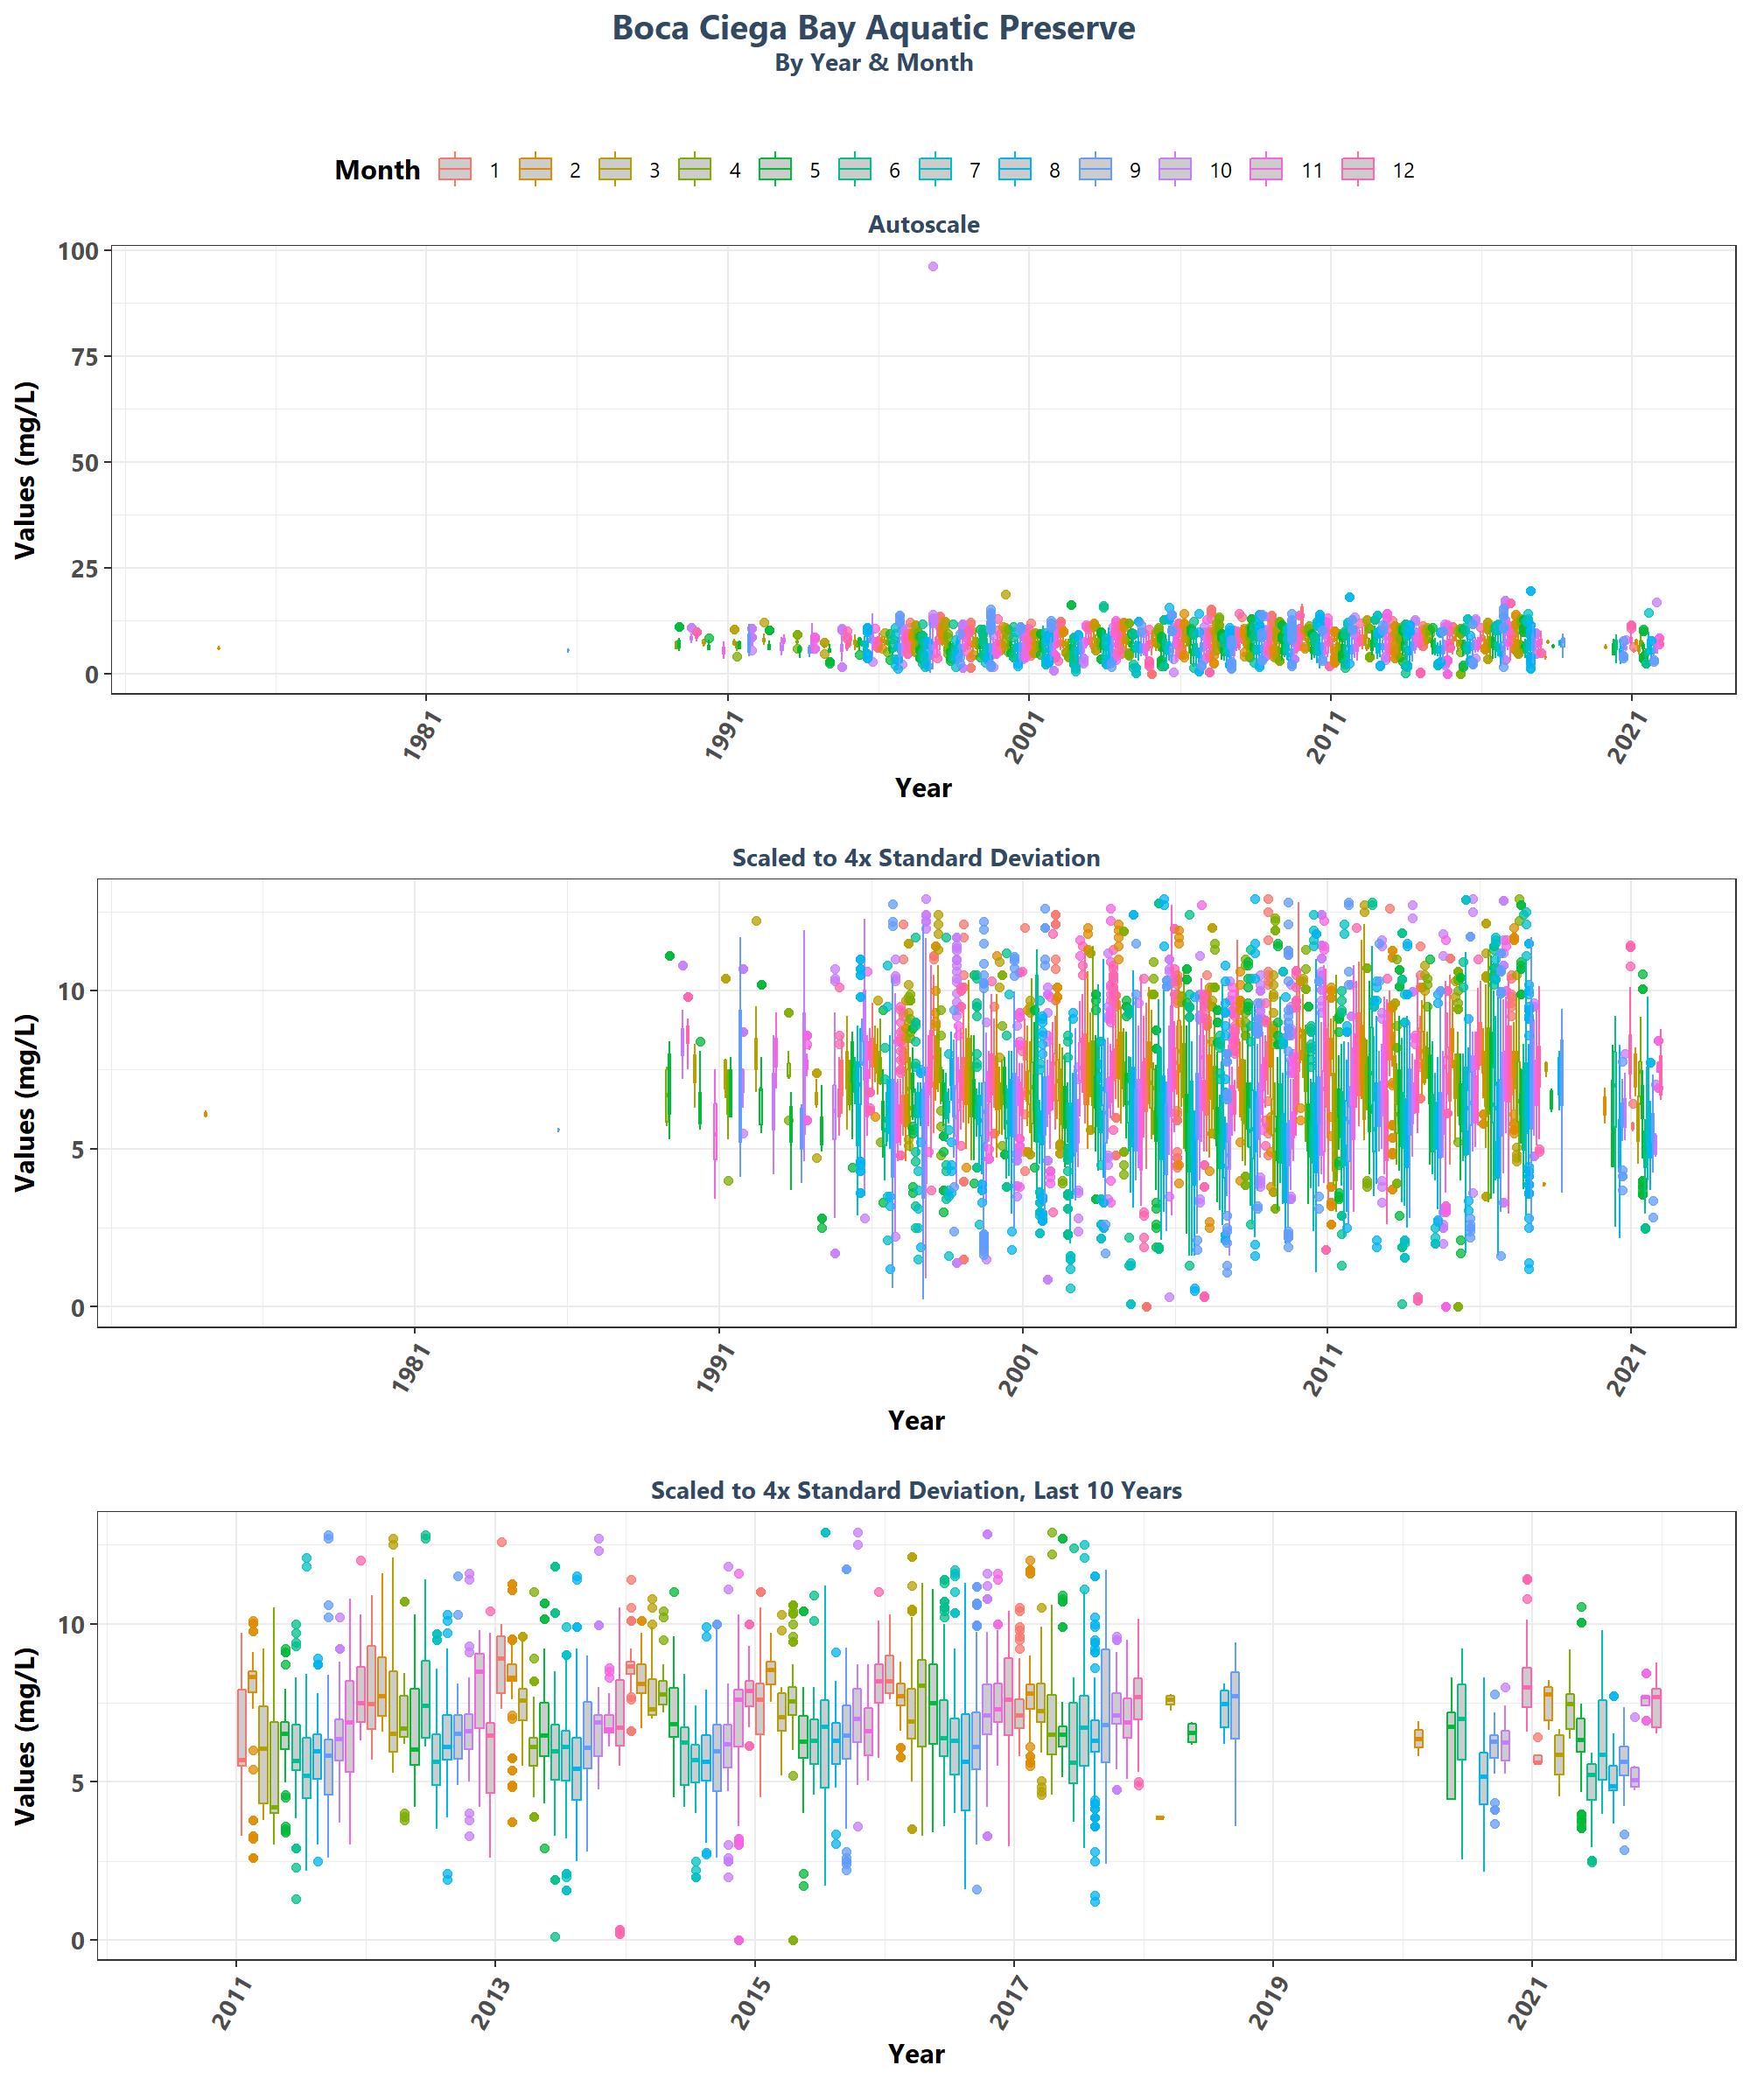 Boca Ciega Bay Aquatic Preserve
By Year & Month
Month 1 2 3 4 5 6 7 8 9 10 11 12
Autoscale
Values (mg/L)
100
75
50
25
0
1981 1991 2001 2011 2021
Year
Scaled to 4x Standard Deviation
Values (mg/L)
10
5
0
1981 1991 2001 2011 2021
Year
Scaled to 4x Standard Deviation, Last 10 Years
Values (mg/L)
10
5
0
2011 2013 2015 2017 2019 2021
Year